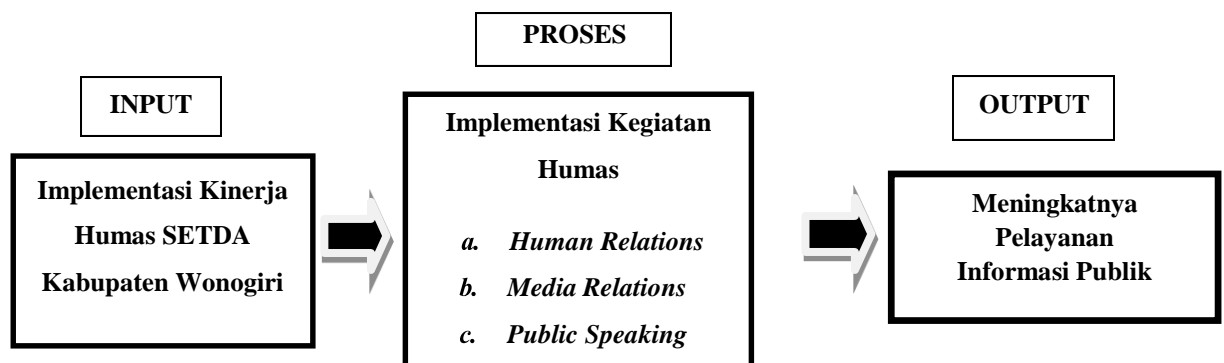 INPUT
Implementasi Kinerja
Humas SETDA
Kabupaten Wonogiri
PROSES
Implementasi Kegiatan
Humas
a. Human Relations
b. Media Relations
c. Public Speaking
OUTPUT
Meningkatnya
Pelayanan
Informasi Publik